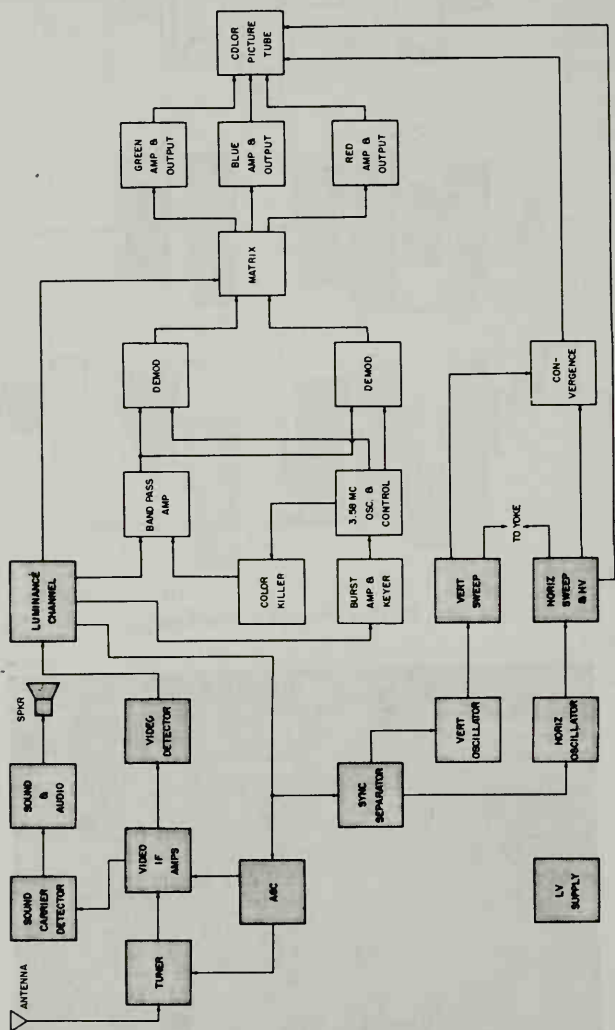 ANTENNA
TUNER
SOUND
CARRIER
DETECTOR
SOUND
&
AUDIO
SPKR
VIDEO
IF
AMPS
VIDEO
DETECTOR
LUMINANCE
CHANNEL
AGC
BAND PASS
AMP
DEMOD
MATRIX
GREEN
AMP &
OUTPUT
BLUE
AMP &
OUTPUT
RED
AMP &
OUTPUT
COLOR
PICTURE
TUBE
COLOR
KILLER
BURST
AMP &
KEYER
3.58 MC
OSC. &
CONTROL
DEMOD
SYNC
SEPARATOR
VERT
OSCILLATOR
VERT
SWEEP
TO YOKE
HORIZ
OSCILLATOR
HORIZ
SWEEP
& HV
CON-
VERGENCE
LV
SUPPLY